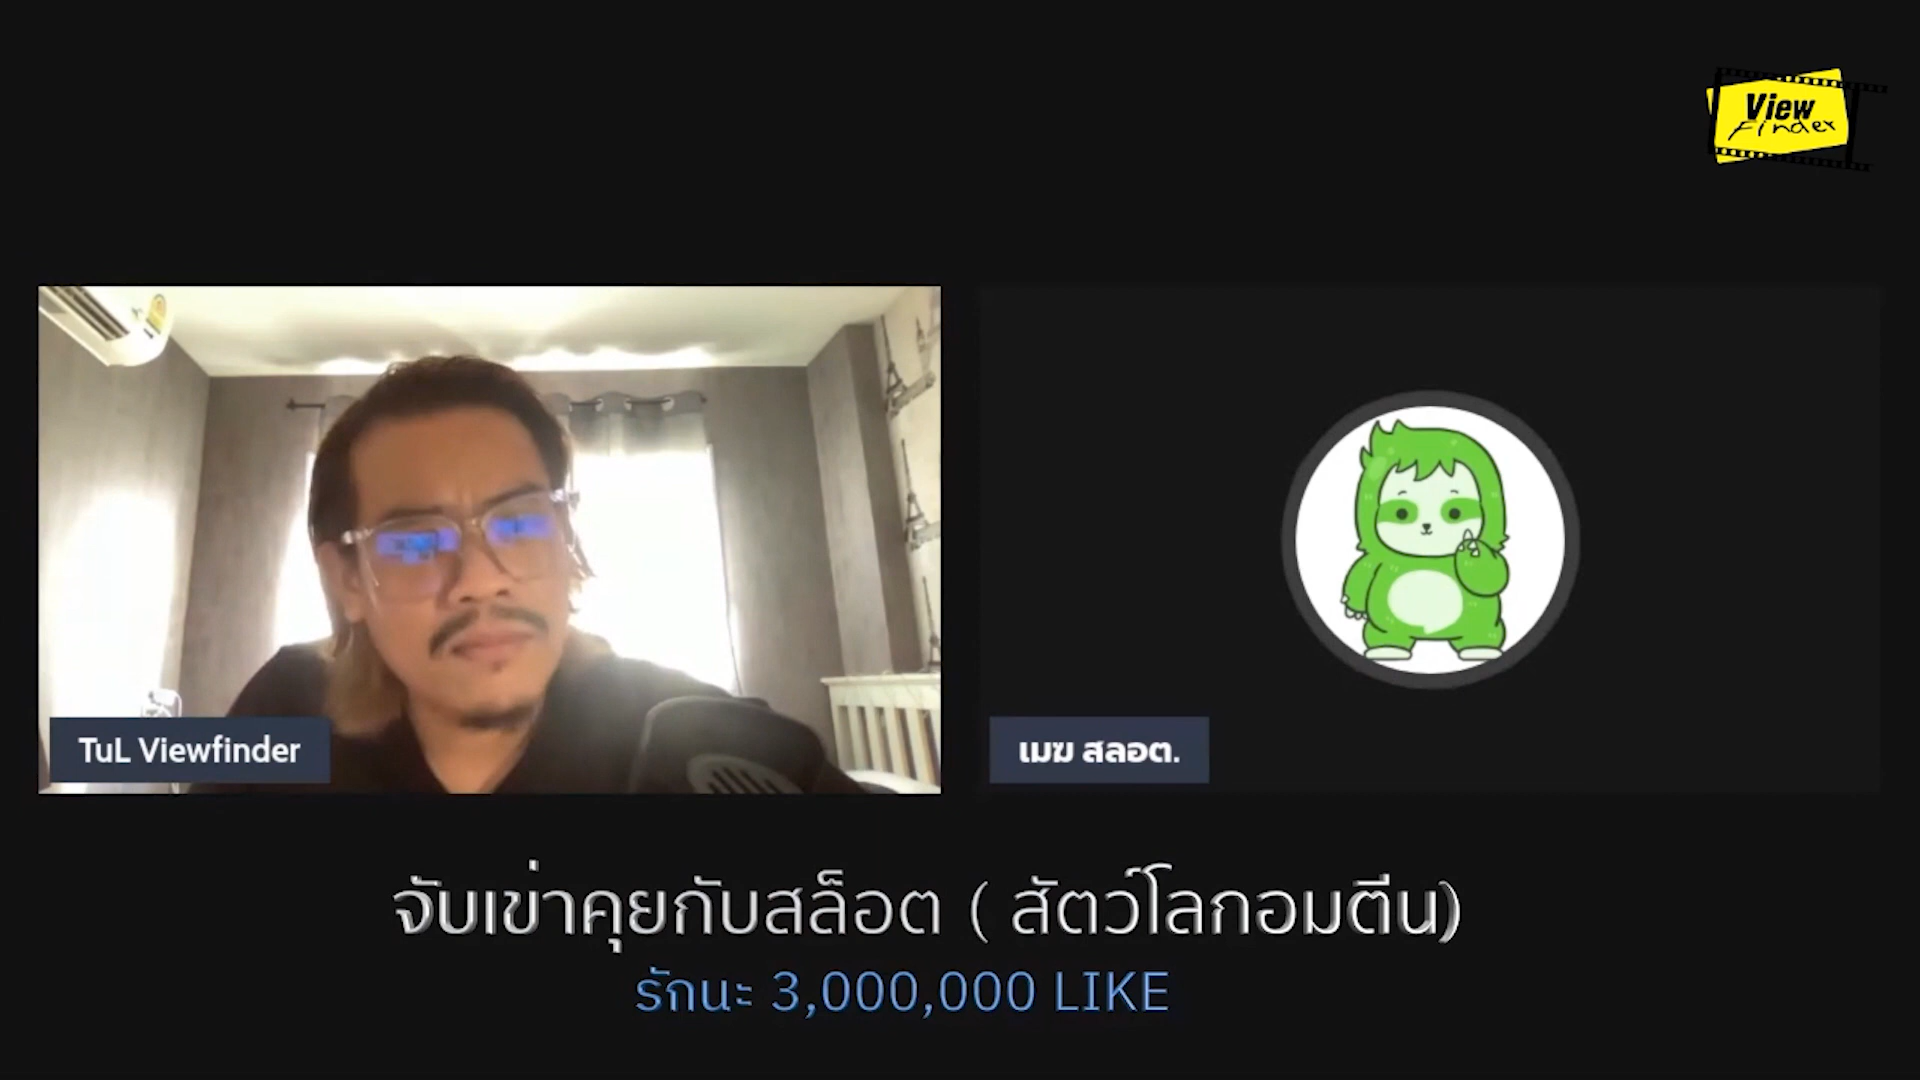 View
Finder
TuL Viewfinder
เมฆ สลอต.
จับเข่าคุยกับสล็อต ( สัตว์โลกอมตีน)
รักนะ 3,000,000 LIKE